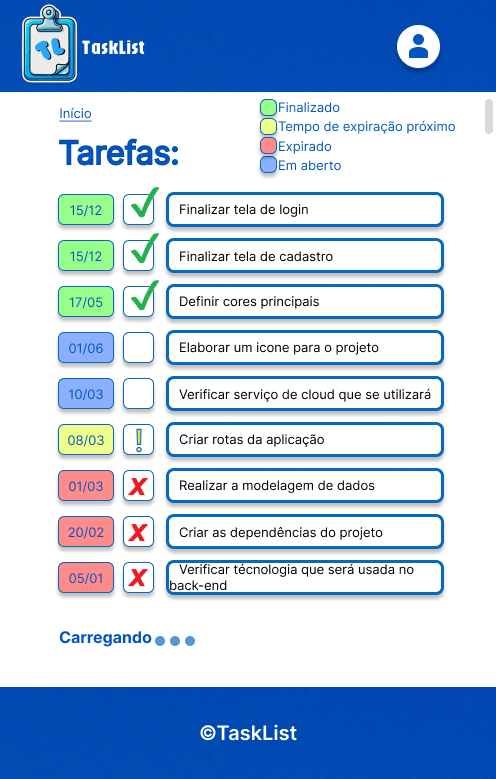 TL TaskList
Início
Tarefas:
Finalizado
Tempo de expiração próximo
Expirado
Em aberto
15/12 Finalizar tela de login
15/12 Finalizar tela de cadastro
17/05 Definir cores principais
01/06 Elaborar um icone para o projeto
10/03 Verificar serviço de cloud que se utilizará
08/03 ! Criar rotas da aplicação
01/03 X Realizar a modelagem de dados
20/02 X Criar as dependências do projeto
05/01 X Verificar técnologia que será usada no
back-end
Carregando
©TaskList